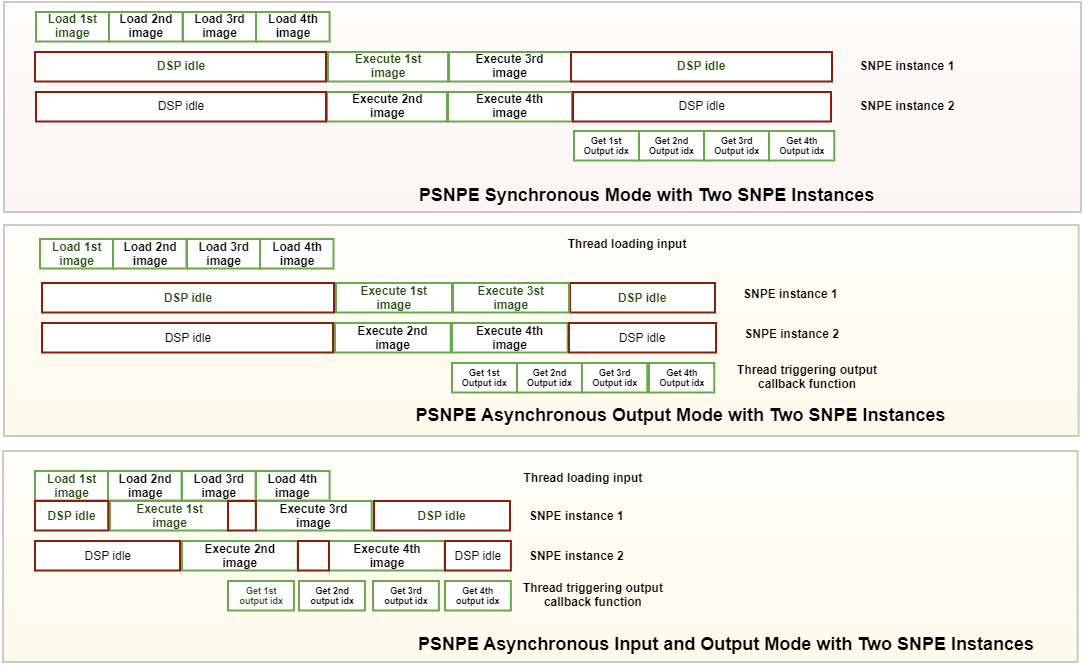 Load 1st Load 2nd Load 3rd Load 4th
image image image image
DSP idle Execute 1st image Execute 3rd image DSP idle SNPE instance 1
DSP idle Execute 2nd image Execute 4th image DSP idle SNPE instance 2
Get 1st Get 2nd Get 3rd Get 4th
Output idx Output idx Output idx Output idx
PSNPE Synchronous Mode with Two SNPE Instances
Load 1st Load 2nd Load 3rd Load 4th
image image image image
Thread loading input
DSP idle Execute 1st image Execute 3st image DSP idle SNPE instance 1
DSP idle Execute 2nd image Execute 4th image DSP idle SNPE instance 2
Get 1st Get 2nd Get 3rd Get 4th
Output idx Output idx Output idx Output idx
Thread triggering output
callback function
PSNPE Asynchronous Output Mode with Two SNPE Instances
Load 1st Load 2nd Load 3rd Load 4th
image image image image
Thread loading input
DSP idle Execute 1st image Execute 3rd image DSP idle SNPE instance 1
DSP idle Execute 2nd image Execute 4th image DSP idle SNPE instance 2
Get 1st Get 2nd Get 3rd Get 4th
output idx output idx output idx output idx
Thread triggering output
callback function
PSNPE Asynchronous Input and Output Mode with Two SNPE Instances